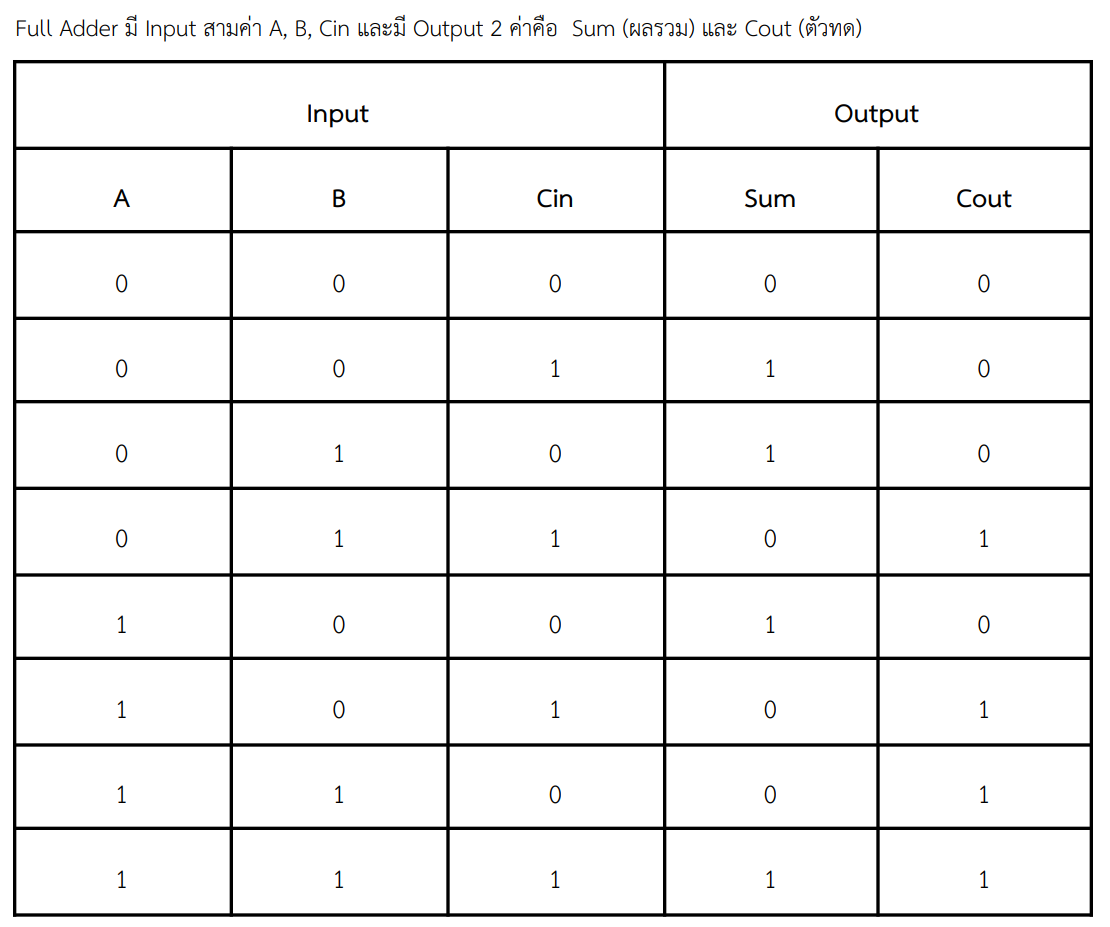 Full Adder มี Input สามค่า A, B, Cin และมี Output 2 ค่าคือ  Sum (ผลรวม) และ Cout (ตัวทด)
Input Output
A B Cin Sum Cout
0 0 0 0 0
0 0 1 1 0
0 1 0 1 0
0 1 1 0 1
1 0 0 1 0
1 0 1 0 1
1 1 0 0 1
1 1 1 1 1